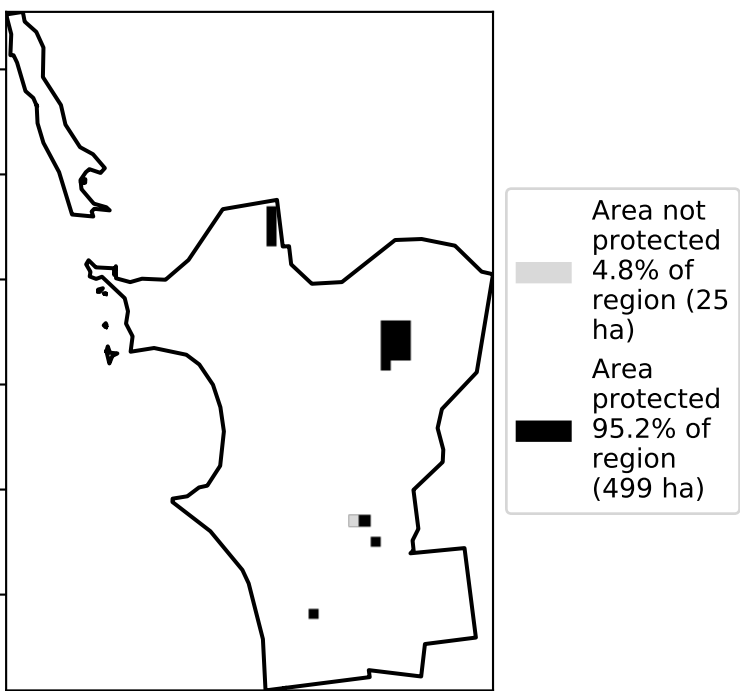 Area not
protected
4.8% of
region (25
ha)
Area
protected
95.2% of
region
(499 ha)